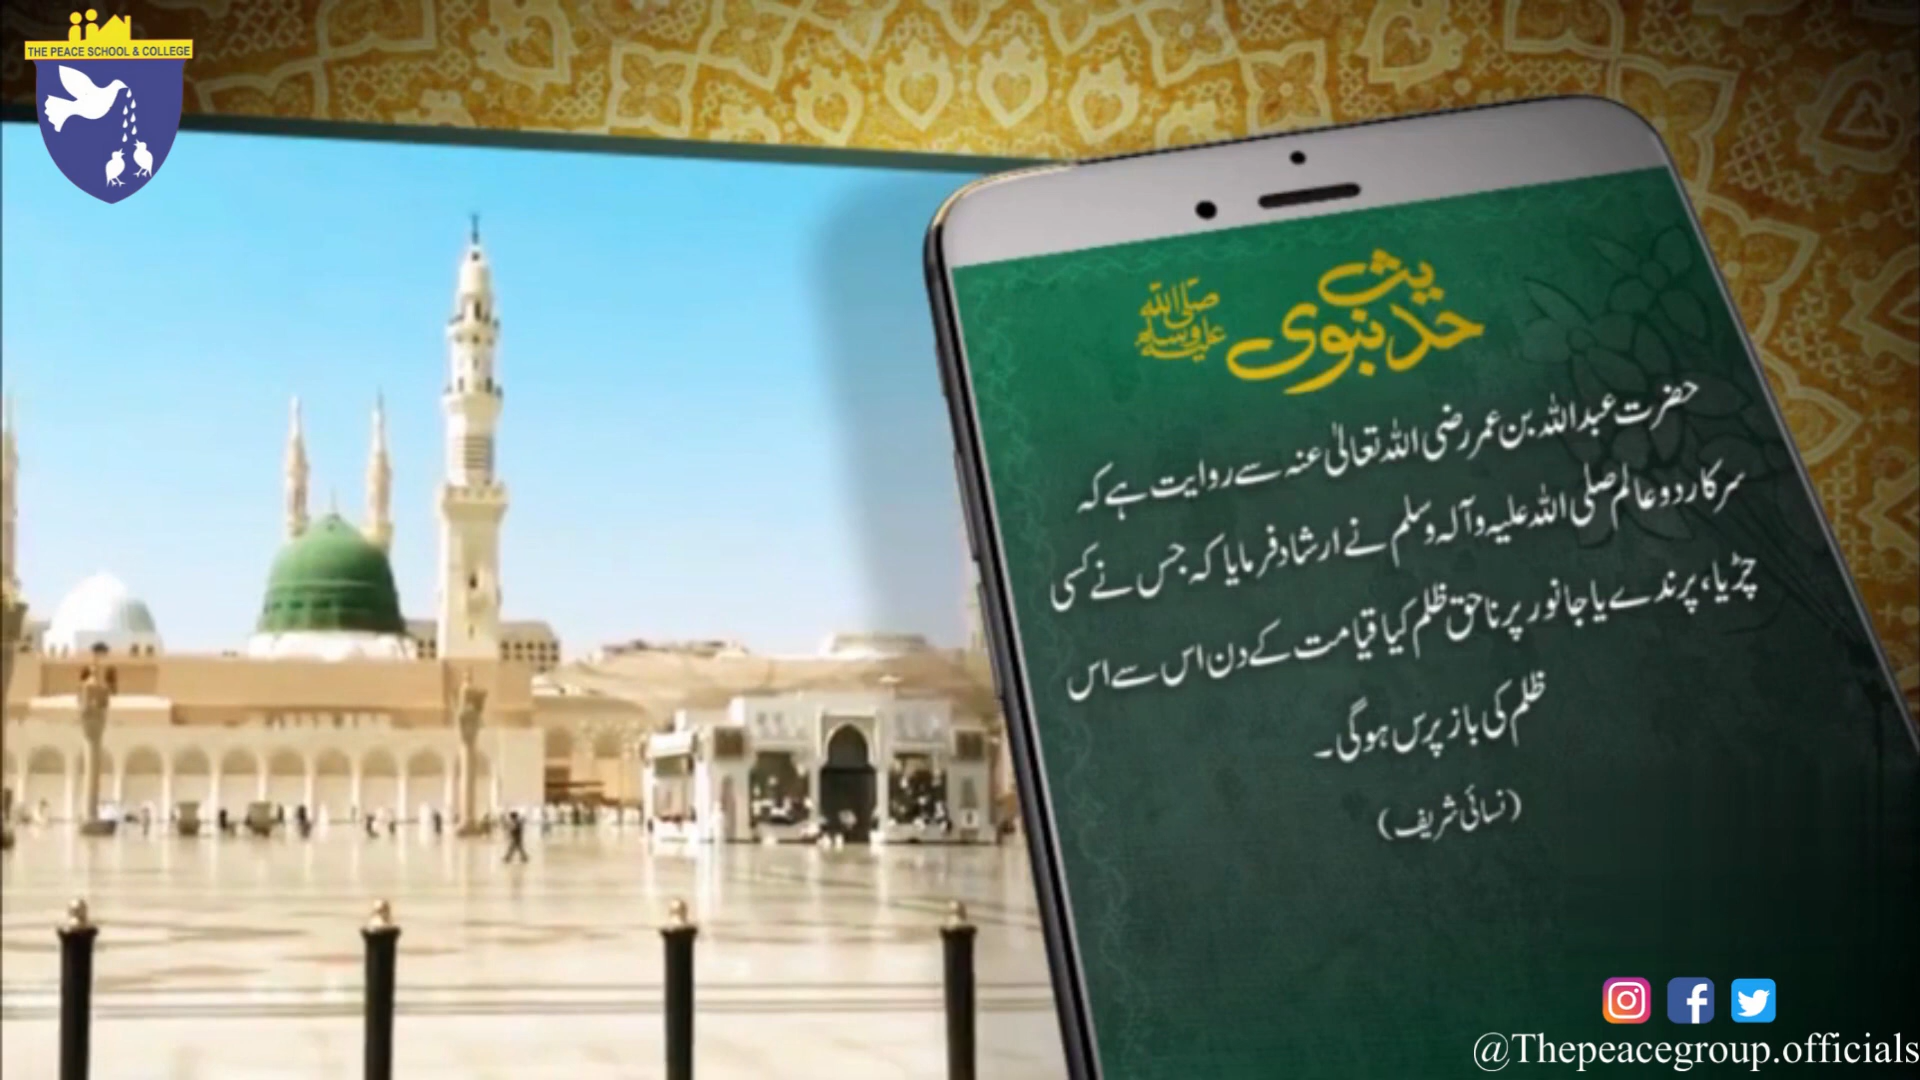 THE PEACE SCHOOL & COLLEGE
حدیث نبوی
صلی اللہ علیہ وسلم
حضرت عبداللہ بن عمر رضی اللہ تعالیٰ عنہ سے روایت ہے کہ
سرکار دو عالم صلی اللہ علیہ وآلہ وسلم نے ارشاد فرمایا کہ جس نے کسی
چڑیا، پرندے یا جانور پر ناحق ظلم کیا قیامت کے دن اس سے اس
ظلم کی باز پرس ہوگی۔
(نسائی شریف)
@Thepeacegroup.officials